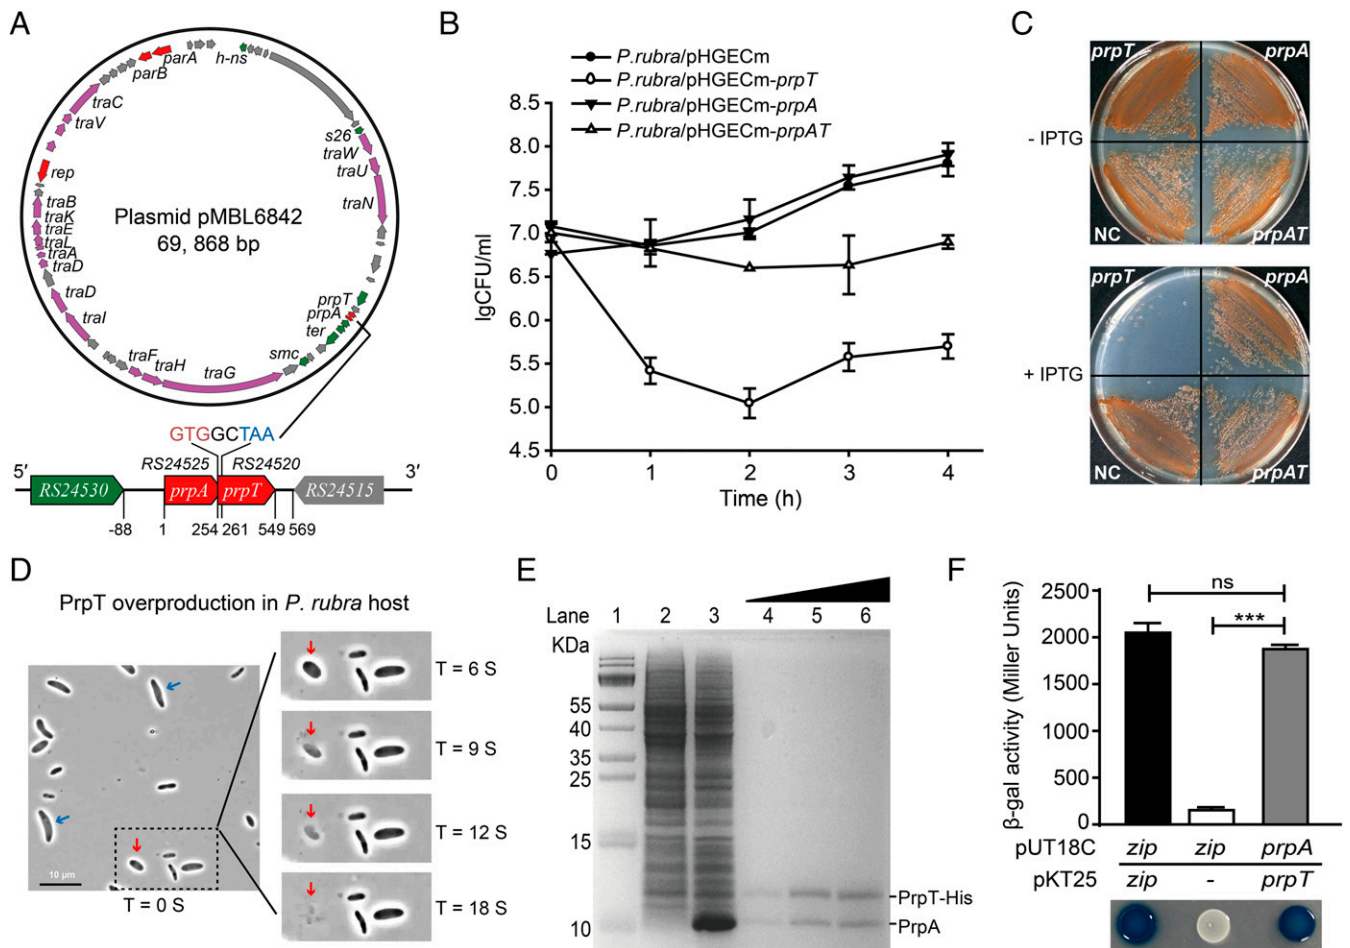 A
parA
parB
h-ns
traC
traV
rep
traB
traK
traE
traL
traA
traD
traD
traI
traF
traH
traG
smc
ter
prpA
prpT
traN
traU
traW
s26
Plasmid pMBL6842
69, 868 bp
GTGGCTAA
RS24525
RS24520
5′
3′
RS24530
prpA
prpT
RS24515
-88
1
254
261
549
569
B
P.rubra/pHGECm
P.rubra/pHGECm-prpT
P.rubra/pHGECm-prpA
P.rubra/pHGECm-prpAT
lgCFU/ml
8.5
8.0
7.5
7.0
6.5
6.0
5.5
5.0
4.5
0
1
2
3
4
Time (h)
C
prpT
prpA
- IPTG
NC
prpAT
prpT
prpA
+ IPTG
NC
prpAT
D
PrpT overproduction in P. rubra host
10 μm
T = 0 S
T = 6 S
T = 9 S
T = 12 S
T = 18 S
E
Lane 1 2 3 4 5 6
KDa
55
40
35
25
15
10
PrpT-His
PrpA
F
ns
***
β-gal activity (Miller Units)
2500
2000
1500
1000
500
0
pUT18C zip zip prpA
pKT25 zip - prpT